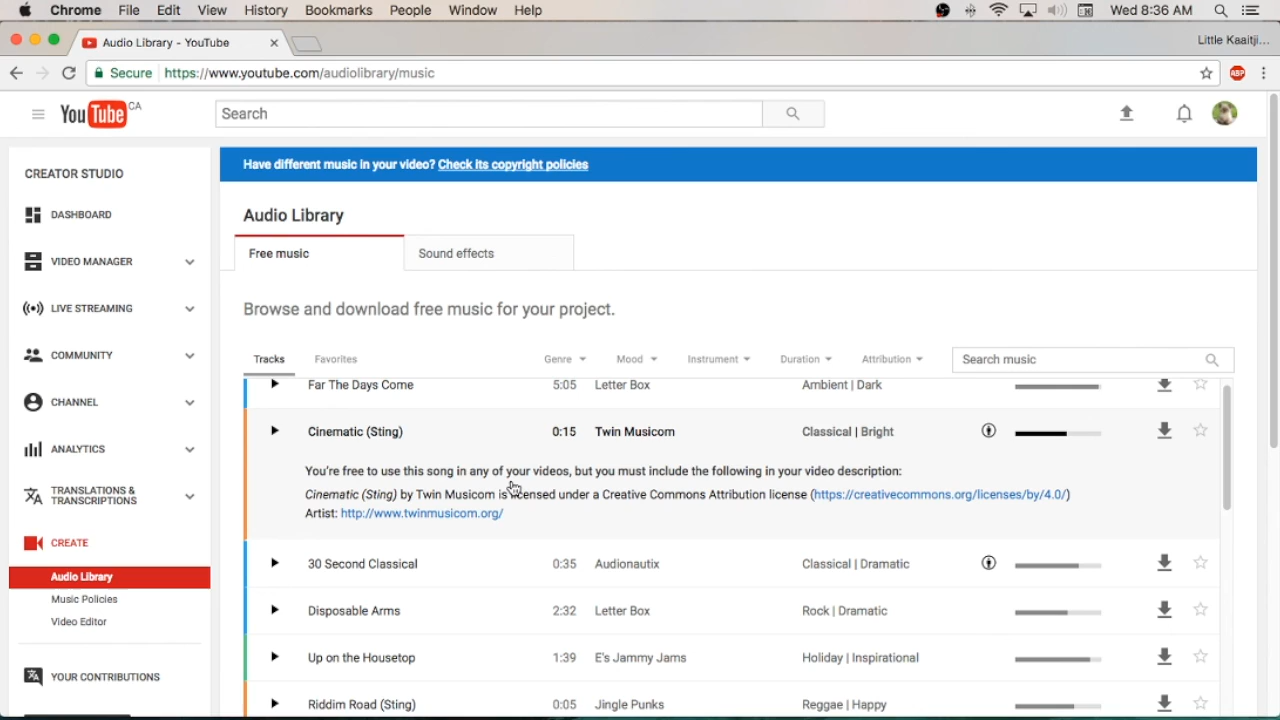 Chrome File Edit View History Bookmarks People Window Help Wed 8:36 AM
Audio Library - YouTube Little Kaaitji...
Secure https://www.youtube.com/audiolibrary/music ABP
YouTube CA Search
CREATOR STUDIO
DASHBOARD
VIDEO MANAGER
LIVE STREAMING
COMMUNITY
CHANNEL
ANALYTICS
TRANSLATIONS &
TRANSCRIPTIONS
CREATE
Audio Library
Music Policies
Video Editor
YOUR CONTRIBUTIONS
Have different music in your video? Check its copyright policies
Audio Library
Free music Sound effects
Browse and download free music for your project.
Tracks Favorites Genre Mood Instrument Duration Attribution Search music
Far The Days Come 5:05 Letter Box Ambient | Dark
Cinematic (Sting) 0:15 Twin Musicom Classical | Bright
You're free to use this song in any of your videos, but you must include the following in your video description:
Cinematic (Sting) by Twin Musicom is licensed under a Creative Commons Attribution license (https://creativecommons.org/licenses/by/4.0/)
Artist: http://www.twinmusicom.org/
30 Second Classical 0:35 Audionautix Classical | Dramatic
Disposable Arms 2:32 Letter Box Rock | Dramatic
Up on the Housetop 1:39 E's Jammy Jams Holiday | Inspirational
Riddim Road (Sting) 0:05 Jingle Punks Reggae | Happy